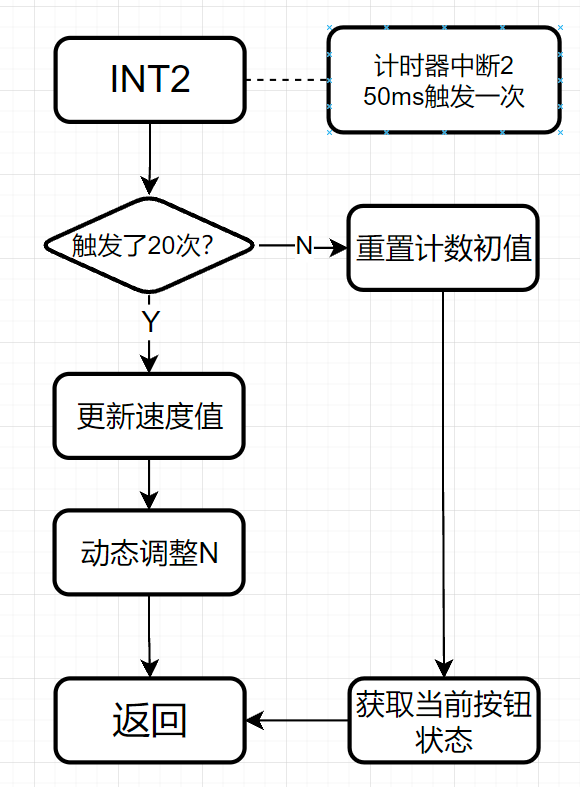 INT2
计时器中断2
50ms触发一次
触发了20次？
N
重置计数初值
Y
更新速度值
动态调整N
返回
获取当前按钮
状态